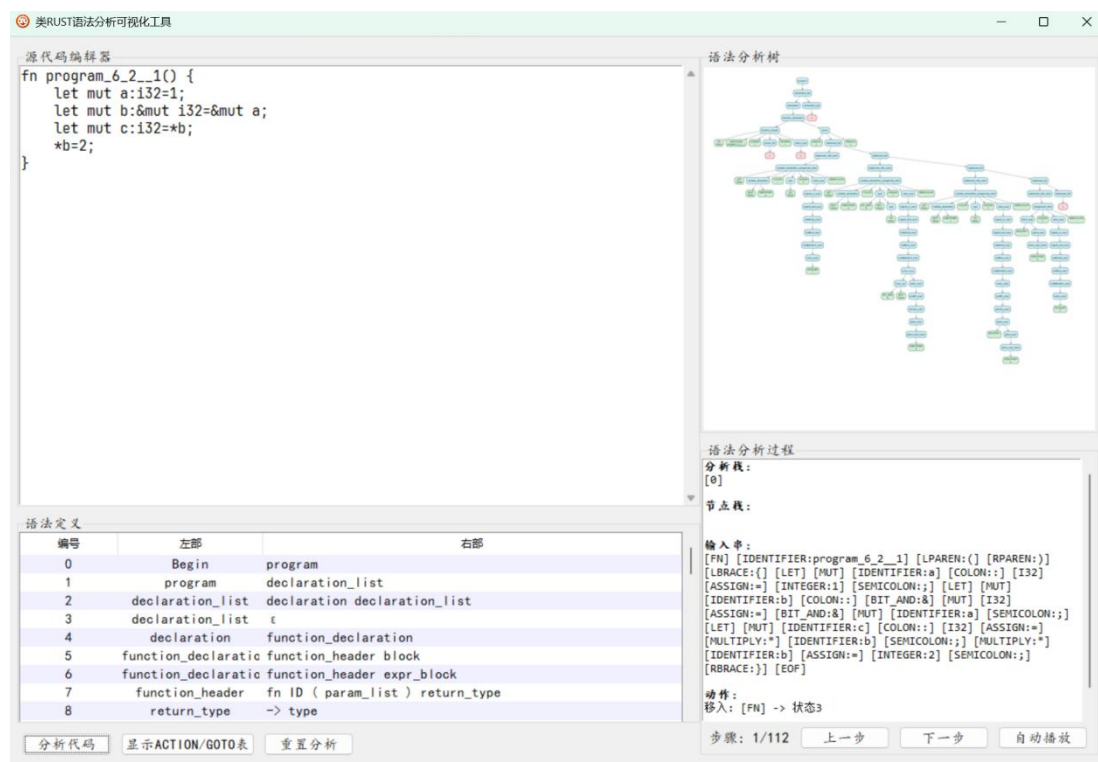 类RUST语法分析可视化工具
源代码编辑器
fn program_6_2__1() {
    let mut a:i32=1;
    let mut b:&mut i32=&mut a;
    let mut c:i32=*b;
    *b=2;
}
语法定义
编号 左部 右部
0 Begin program
1 program declaration_list
2 declaration_list declaration declaration_list
3 declaration_list ε
4 declaration function_declaration
5 function_declaratic function_header block
6 function_declaratic function_header expr_block
7 function_header fn ID ( param_list ) return_type
8 return_type -> type
分析代码 显示ACTION/GOTO表 重置分析
语法分析树
语法分析过程
分析栈:
[0]
节点栈:
输入串:
[FN] [IDENTIFIER:program_6_2__1] [LPAREN:(] [RPAREN:)]
[LBRACE:{] [LET] [MUT] [IDENTIFIER:a] [COLON::] [I32]
[ASSIGN:=] [INTEGER:1] [SEMICOLON:;] [LET] [MUT]
[IDENTIFIER:b] [COLON::] [BIT_AND:&] [MUT] [I32]
[ASSIGN:=] [BIT_AND:&] [MUT] [IDENTIFIER:a] [SEMICOLON:;]
[LET] [MUT] [IDENTIFIER:c] [COLON::] [I32] [ASSIGN:=]
[MULTIPLY:*] [IDENTIFIER:b] [SEMICOLON:;] [MULTIPLY:*]
[IDENTIFIER:b] [ASSIGN:=] [INTEGER:2] [SEMICOLON:;]
[RBRACE:}] [EOF]
动作:
移入: [FN] -> 状态3
步骤: 1/112 上一步 下一步 自动播放